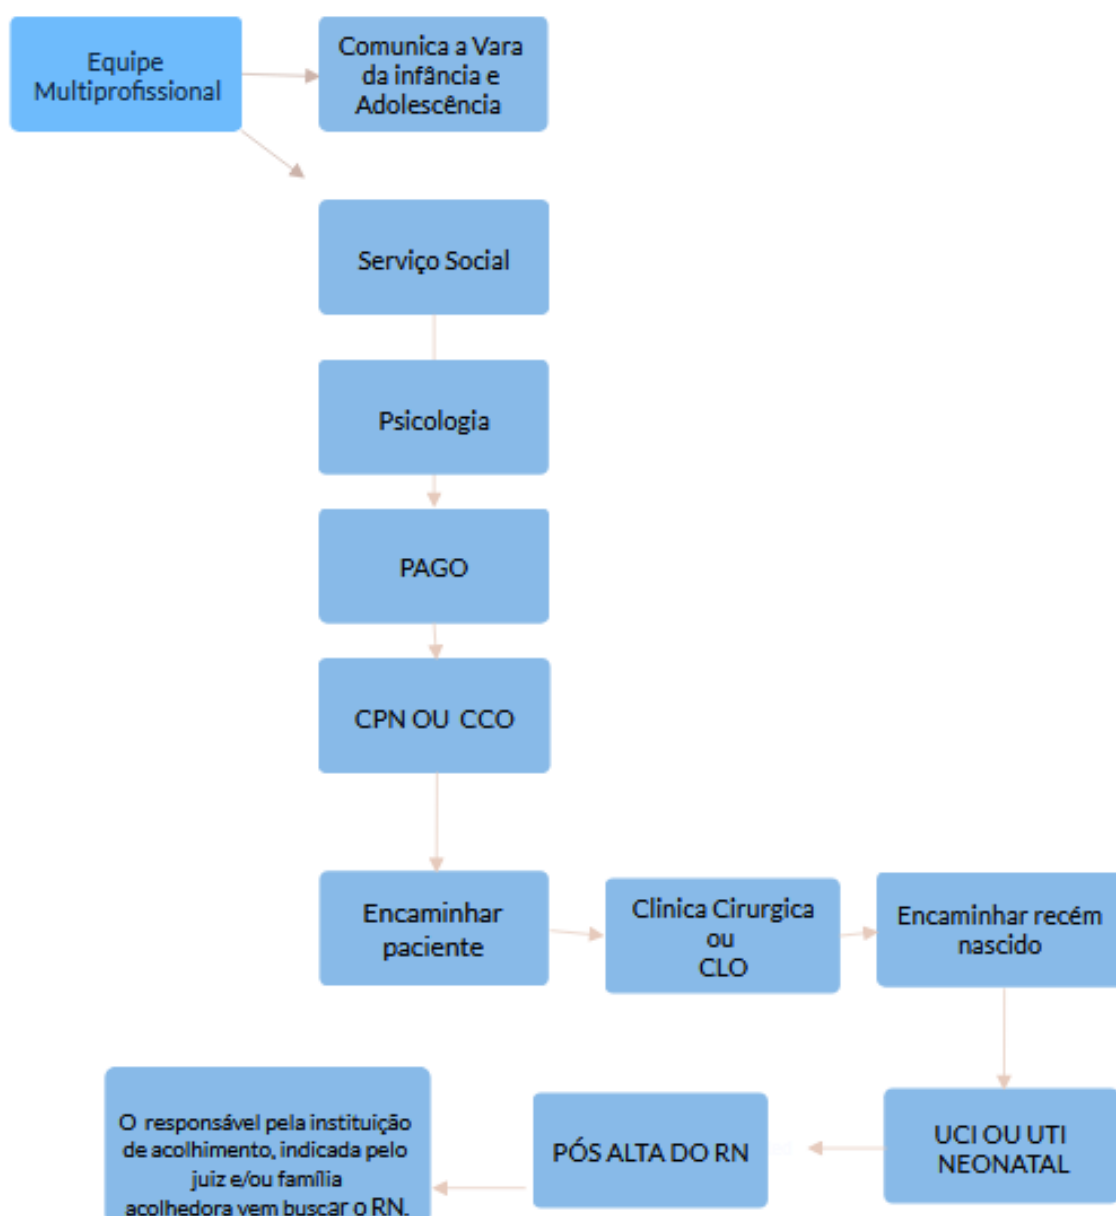 Equipe
Multiprofissional
Comunica a Vara
da infância e
Adolescência
Serviço Social
Psicologia
PAGO
CPN OU CCO
Encaminhar
paciente
Clinica Cirurgica
ou
CLO
Encaminhar recém
nascido
UCI OU UTI
NEONATAL
PÓS ALTA DO RN
O responsável pela instituição
de acolhimento, indicada pelo
juiz e/ou família
acolhedora vem buscar o RN.